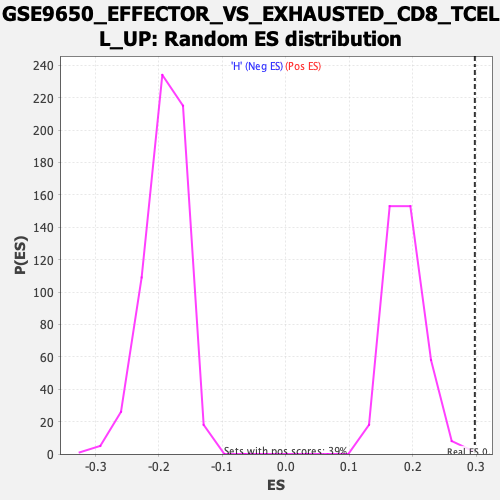 GSE9650_EFFECTOR_VS_EXHAUSTED_CD8_TCEL
L_UP: Random ES distribution
'H' (Neg ES) (Pos ES)
240
220
200
180
160
140
120
100
80
60
40
20
0
P(ES)
Sets with pos scores: 39%
Real ES 0
-0.3 -0.2 -0.1 0.0 0.1 0.2 0.3
ES